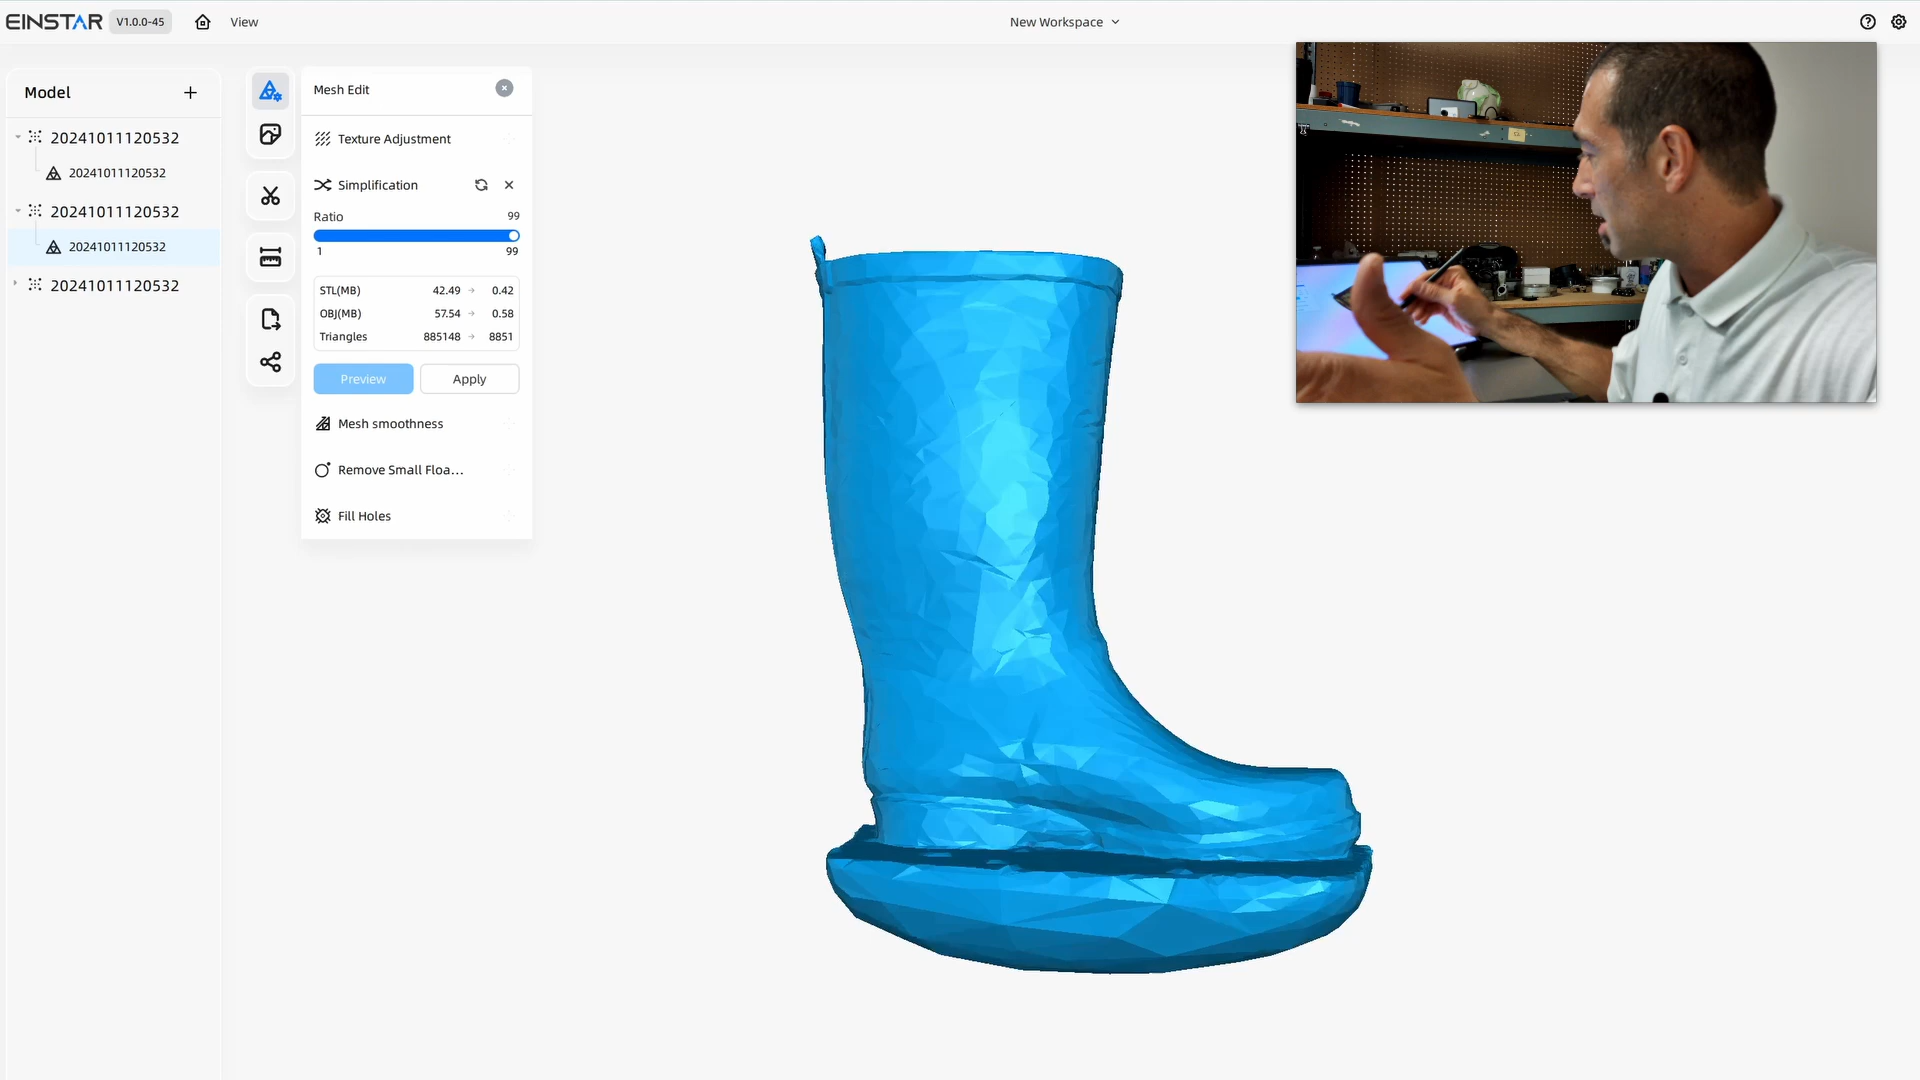 EINSTAR V1.0.0-45 View New Workspace
Model
20241011120532
20241011120532
20241011120532
20241011120532
20241011120532
Mesh Edit
Texture Adjustment
Simplification
Ratio 99
1 99
STL(MB) 42.49 → 0.42
OBJ(MB) 57.54 → 0.58
Triangles 885148 → 8851
Preview Apply
Mesh smoothness
Remove Small Floa...
Fill Holes